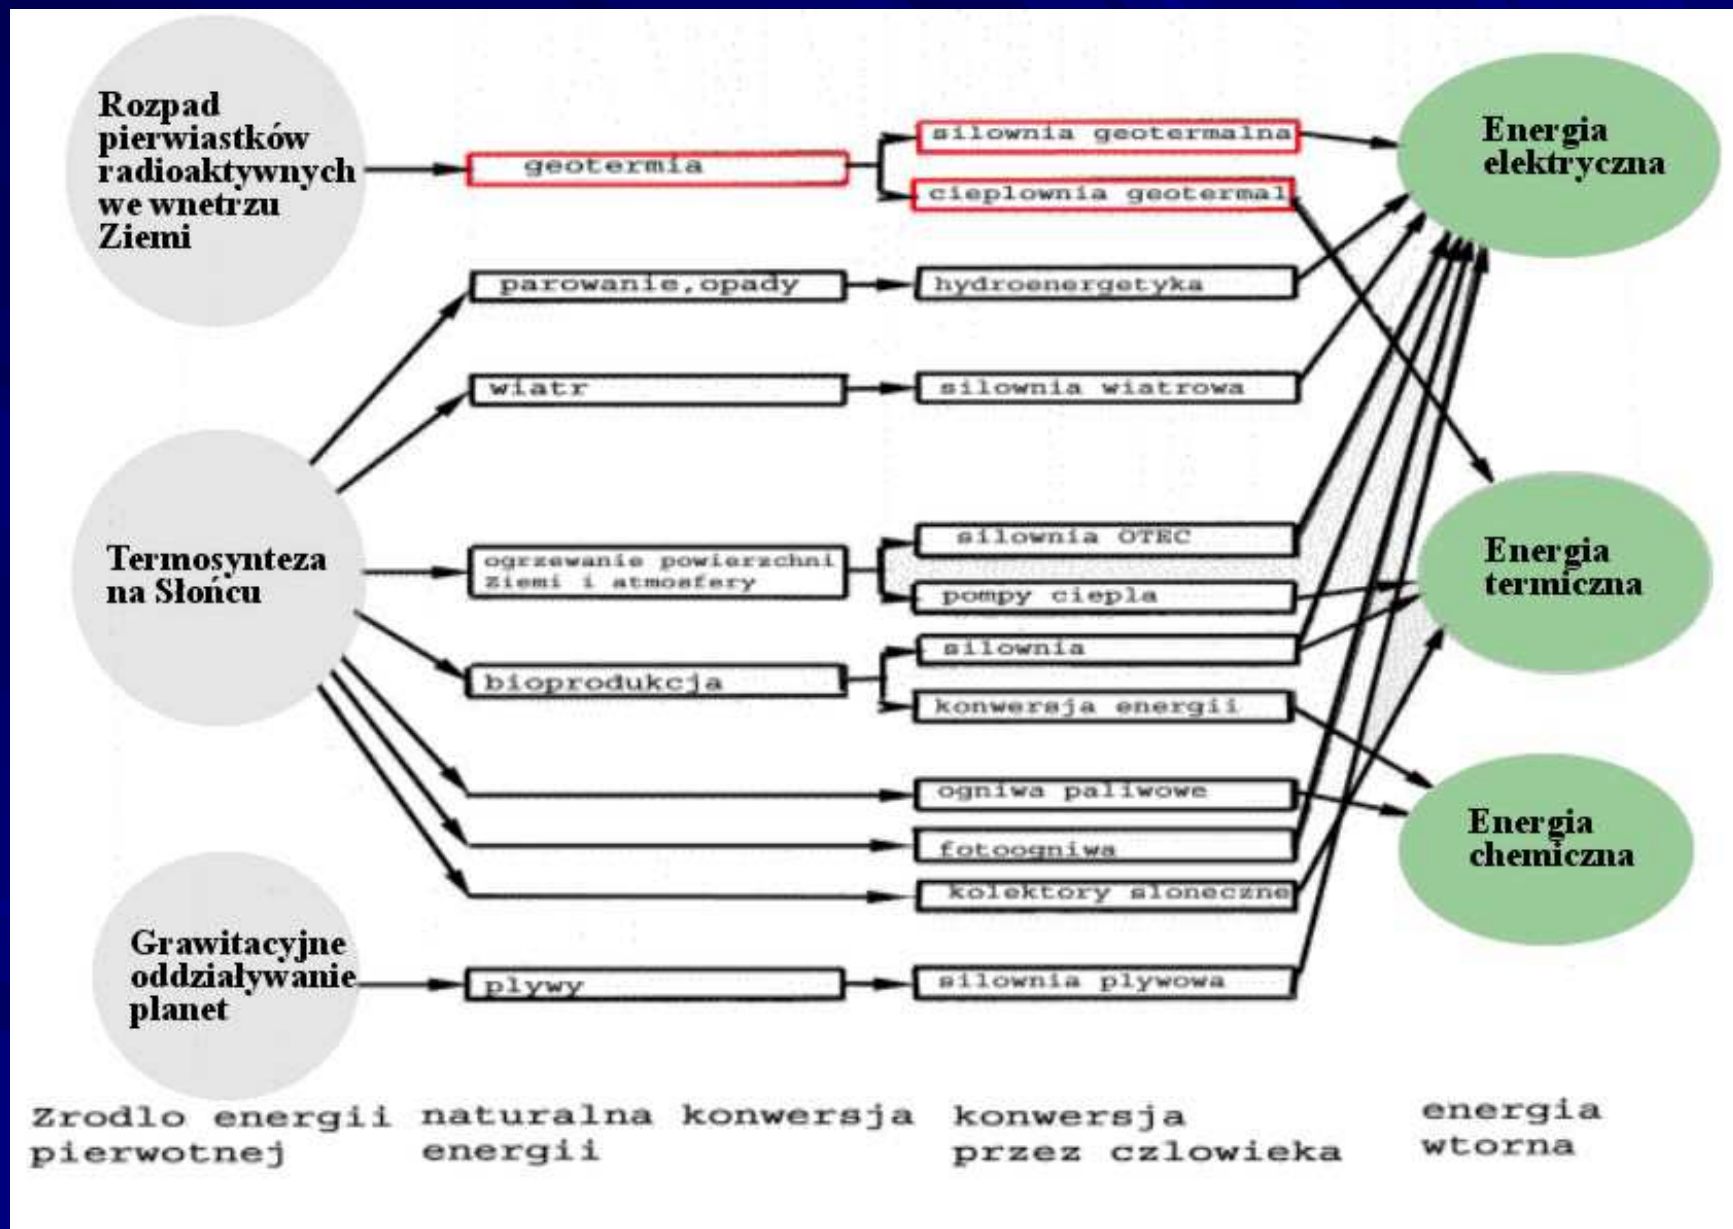 Rozpad
pierwiastków
radioaktywnych
we wnetrzu
Ziemi
geotermia
silownia geotermalna
cieplownia geotermal
Energia
elektryczna
parowanie,opady
hydroenergetyka
wiatr
silownia wiatrowa
Termosynteza
na Słońcu
ogrzewanie powierzchni
Ziemi i atmosfery
silownia OTEC
pompy ciepla
Energia
termiczna
bioprodukcja
silownia
konwersja energii
ogniwa paliwowe
fotoogniwa
kolektory sloneczne
Energia
chemiczna
Grawitacyjne
oddziaływanie
planet
plywy
silownia plywowa
Zrodlo energii
pierwotnej
naturalna konwersja
energii
konwersja
przez czlowieka
energia
wtorna